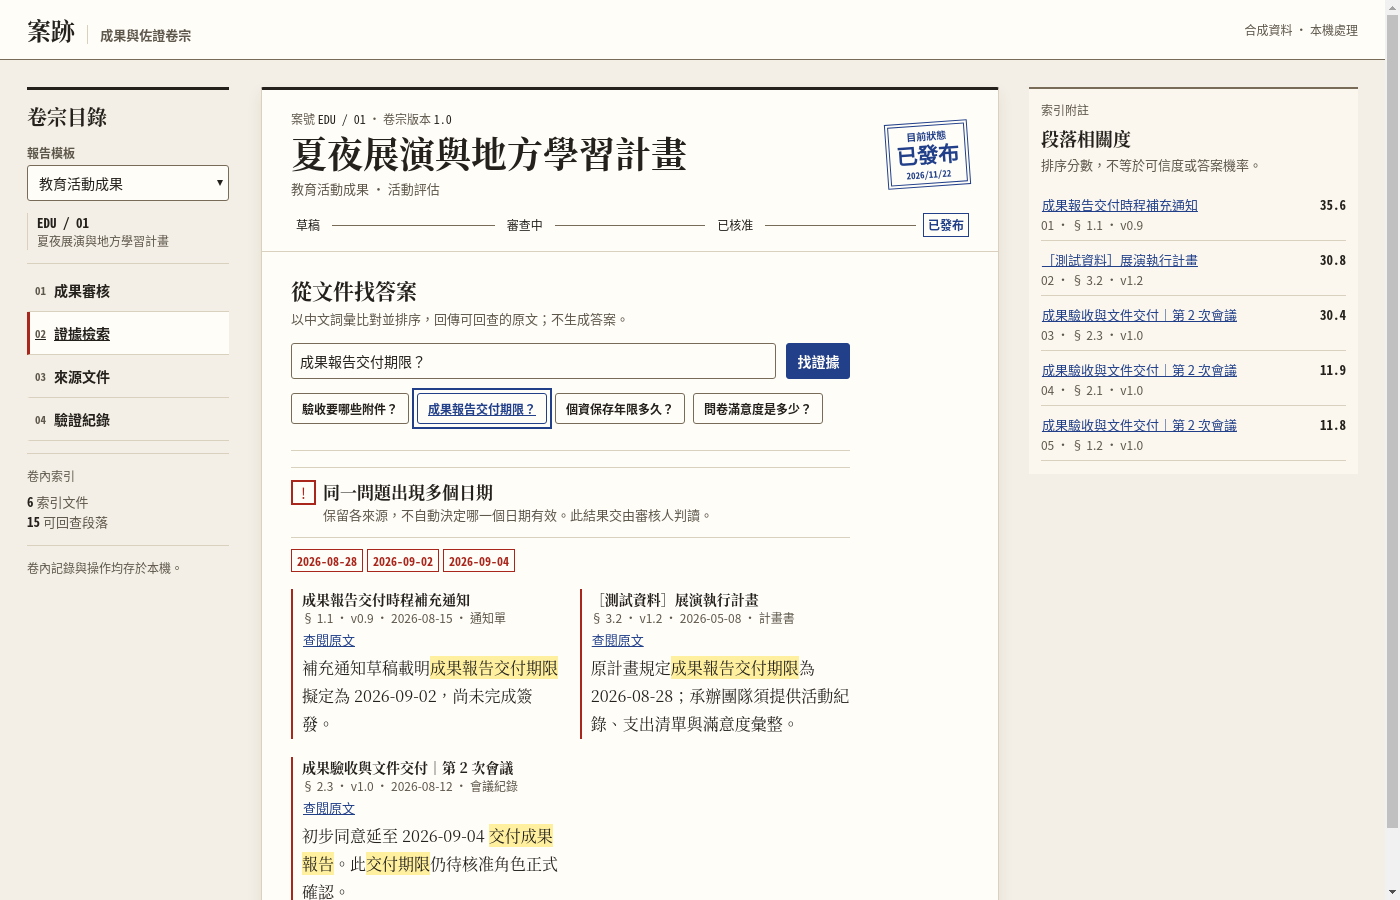 案跡
成果與佐證卷宗
合成資料 · 本機處理
卷宗目錄
報告模板
教育活動成果
EDU / 01
夏夜展演與地方學習計畫
01 成果審核
02 證據檢索
03 來源文件
04 驗證紀錄
卷內索引
6 索引文件
15 可回查段落
卷內記錄與操作均存於本機。
案號 EDU / 01 · 卷宗版本 1.0
夏夜展演與地方學習計畫
教育活動成果 · 活動評估
目前狀態
已發布
2026/11/22
草稿 審查中 已核准 已發布
從文件找答案
以中文詞彙比對並排序，回傳可回查的原文；不生成答案。
成果報告交付期限？
找證據
驗收要哪些附件？ 成果報告交付期限？ 個資保存年限多久？ 問卷滿意度是多少？
! 同一問題出現多個日期
保留各來源，不自動決定哪一個日期有效。此結果交由審核人判讀。
2026-08-28 2026-09-02 2026-09-04
成果報告交付時程補充通知
§ 1.1 · v0.9 · 2026-08-15 · 通知單
查閱原文
補充通知草稿載明成果報告交付期限
擬定為 2026-09-02，尚未完成簽
發。
［測試資料］展演執行計畫
§ 3.2 · v1.2 · 2026-05-08 · 計畫書
查閱原文
原計畫規定成果報告交付期限為
2026-08-28；承辦團隊須提供活動紀
錄、支出清單與滿意度彙整。
成果驗收與文件交付｜第 2 次會議
§ 2.3 · v1.0 · 2026-08-12 · 會議紀錄
查閱原文
初步同意延至 2026-09-04 交付成果
報告。此交付期限仍待核准角色正式
確認。
索引附註
段落相關度
排序分數，不等於可信度或答案機率。
成果報告交付時程補充通知 35.6
01 · § 1.1 · v0.9
［測試資料］展演執行計畫 30.8
02 · § 3.2 · v1.2
成果驗收與文件交付｜第 2 次會議 30.4
03 · § 2.3 · v1.0
成果驗收與文件交付｜第 2 次會議 11.9
04 · § 2.1 · v1.0
成果驗收與文件交付｜第 2 次會議 11.8
05 · § 1.2 · v1.0